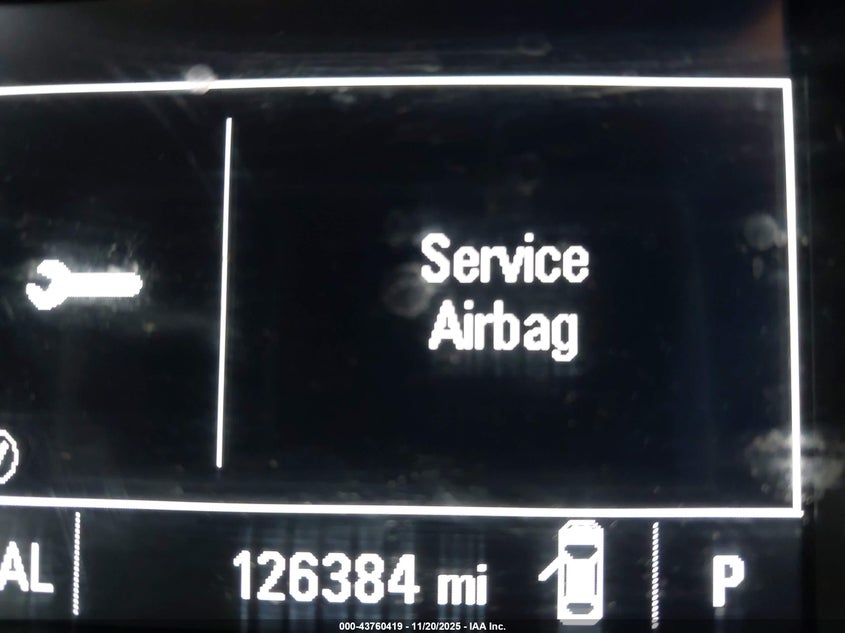 Service
Airbag
AL
126384 mi
P
000-43760419 - 11/20/2025 - IAA Inc.